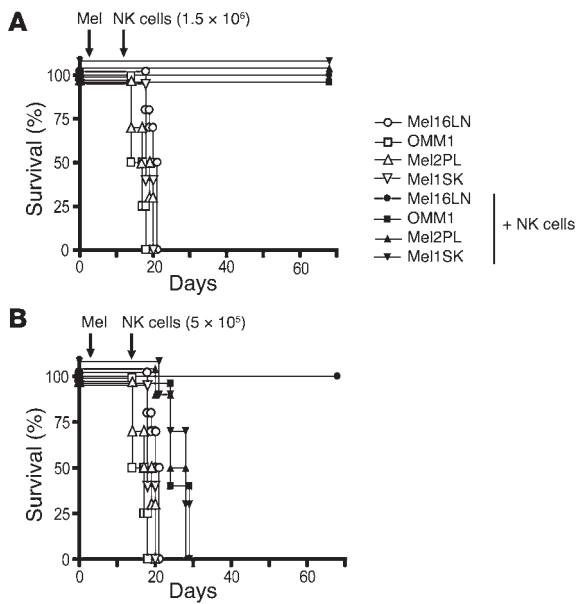 A
Mel NK cells (1.5 × 10⁶)
Survival (%)
100
75
50
25
0
0 20 40 60
Days
Mel16LN
OMM1
Mel2PL
Mel1SK
Mel16LN
OMM1
Mel2PL
Mel1SK
+ NK cells
B
Mel NK cells (5 × 10⁵)
Survival (%)
100
75
50
25
0
0 20 40 60
Days